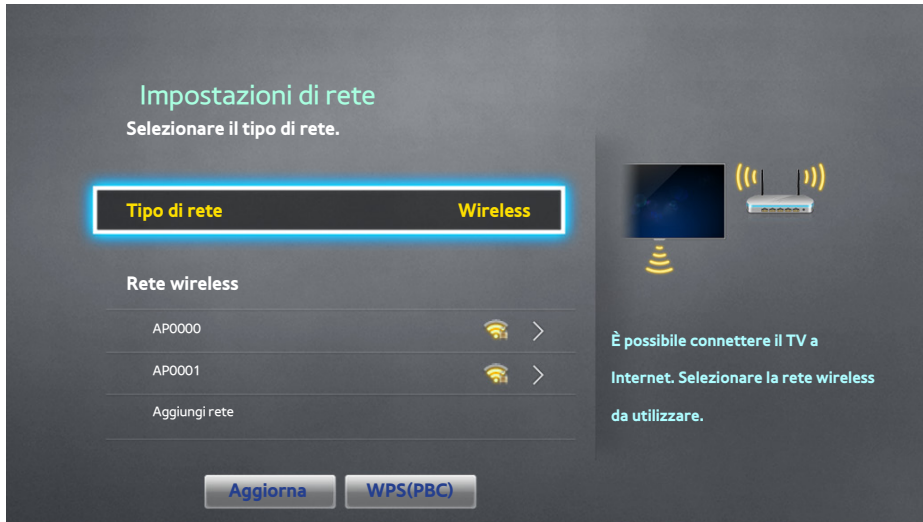 Impostazioni di rete
Selezionare il tipo di rete.
Tipo di rete Wireless
Rete wireless
AP0000
AP0001
Aggiungi rete
È possibile connettere il TV a
Internet. Selezionare la rete wireless
da utilizzare.
Aggiorna WPS(PBC)